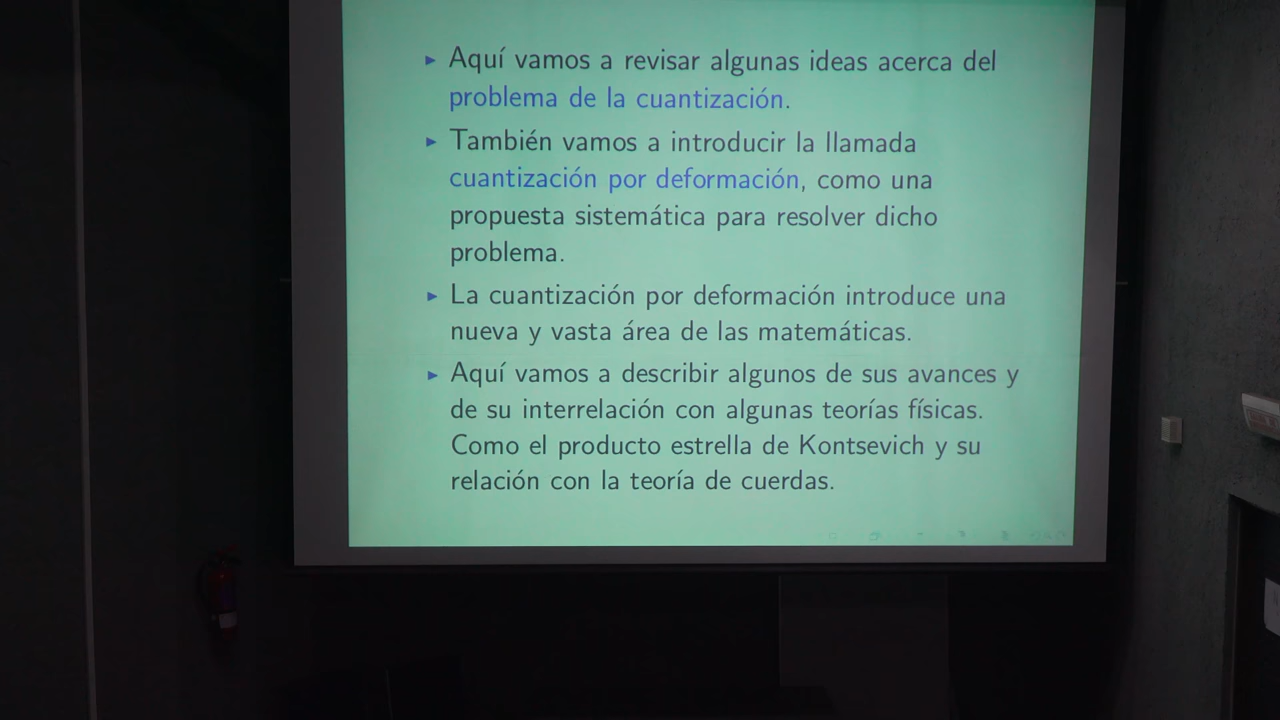 ▸ Aquí vamos a revisar algunas ideas acerca del
problema de la cuantización.
▸ También vamos a introducir la llamada
cuantización por deformación, como una
propuesta sistemática para resolver dicho
problema.
▸ La cuantización por deformación introduce una
nueva y vasta área de las matemáticas.
▸ Aquí vamos a describir algunos de sus avances y
de su interrelación con algunas teorías físicas.
Como el producto estrella de Kontsevich y su
relación con la teoría de cuerdas.